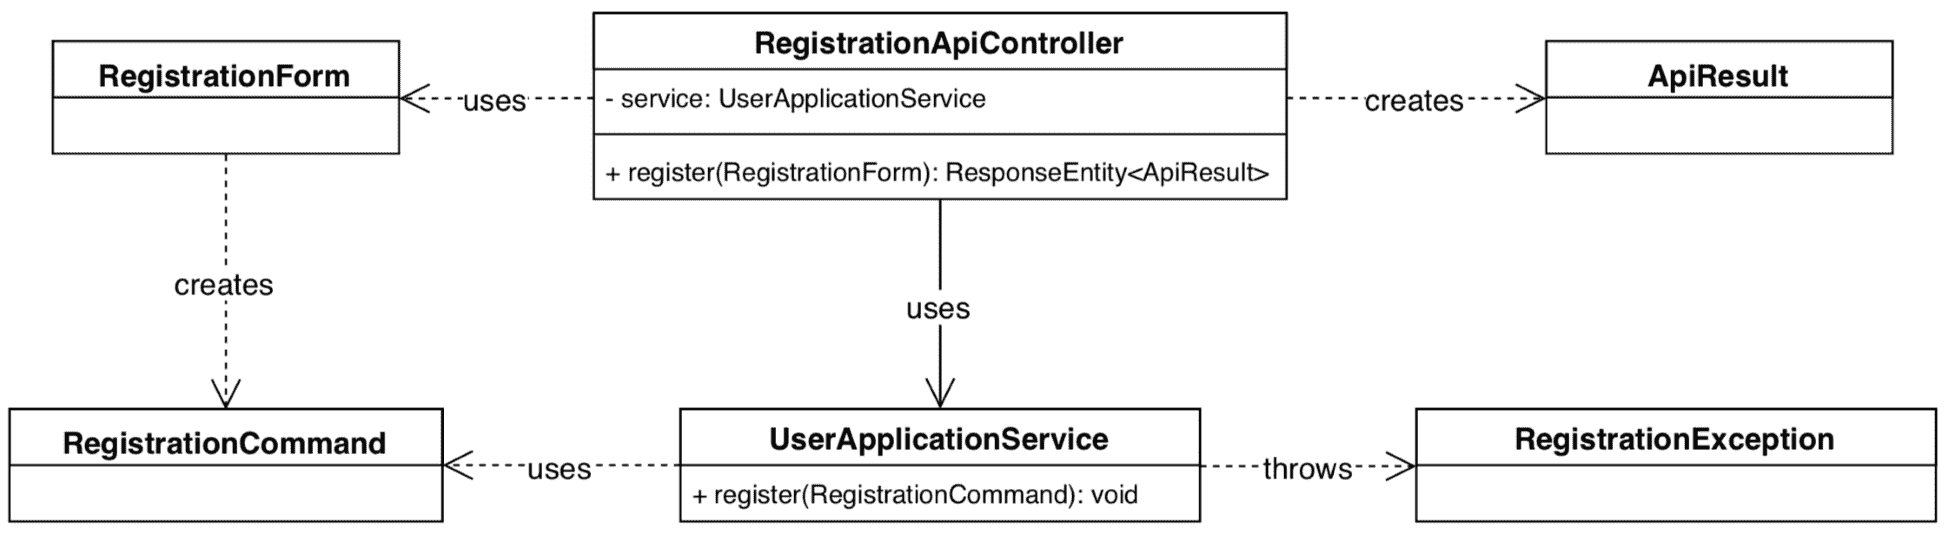 RegistrationForm
uses
RegistrationApiController
- service: UserApplicationService
+ register(RegistrationForm): ResponseEntity<ApiResult>
creates
ApiResult
creates
uses
RegistrationCommand
uses
UserApplicationService
+ register(RegistrationCommand): void
throws
RegistrationException